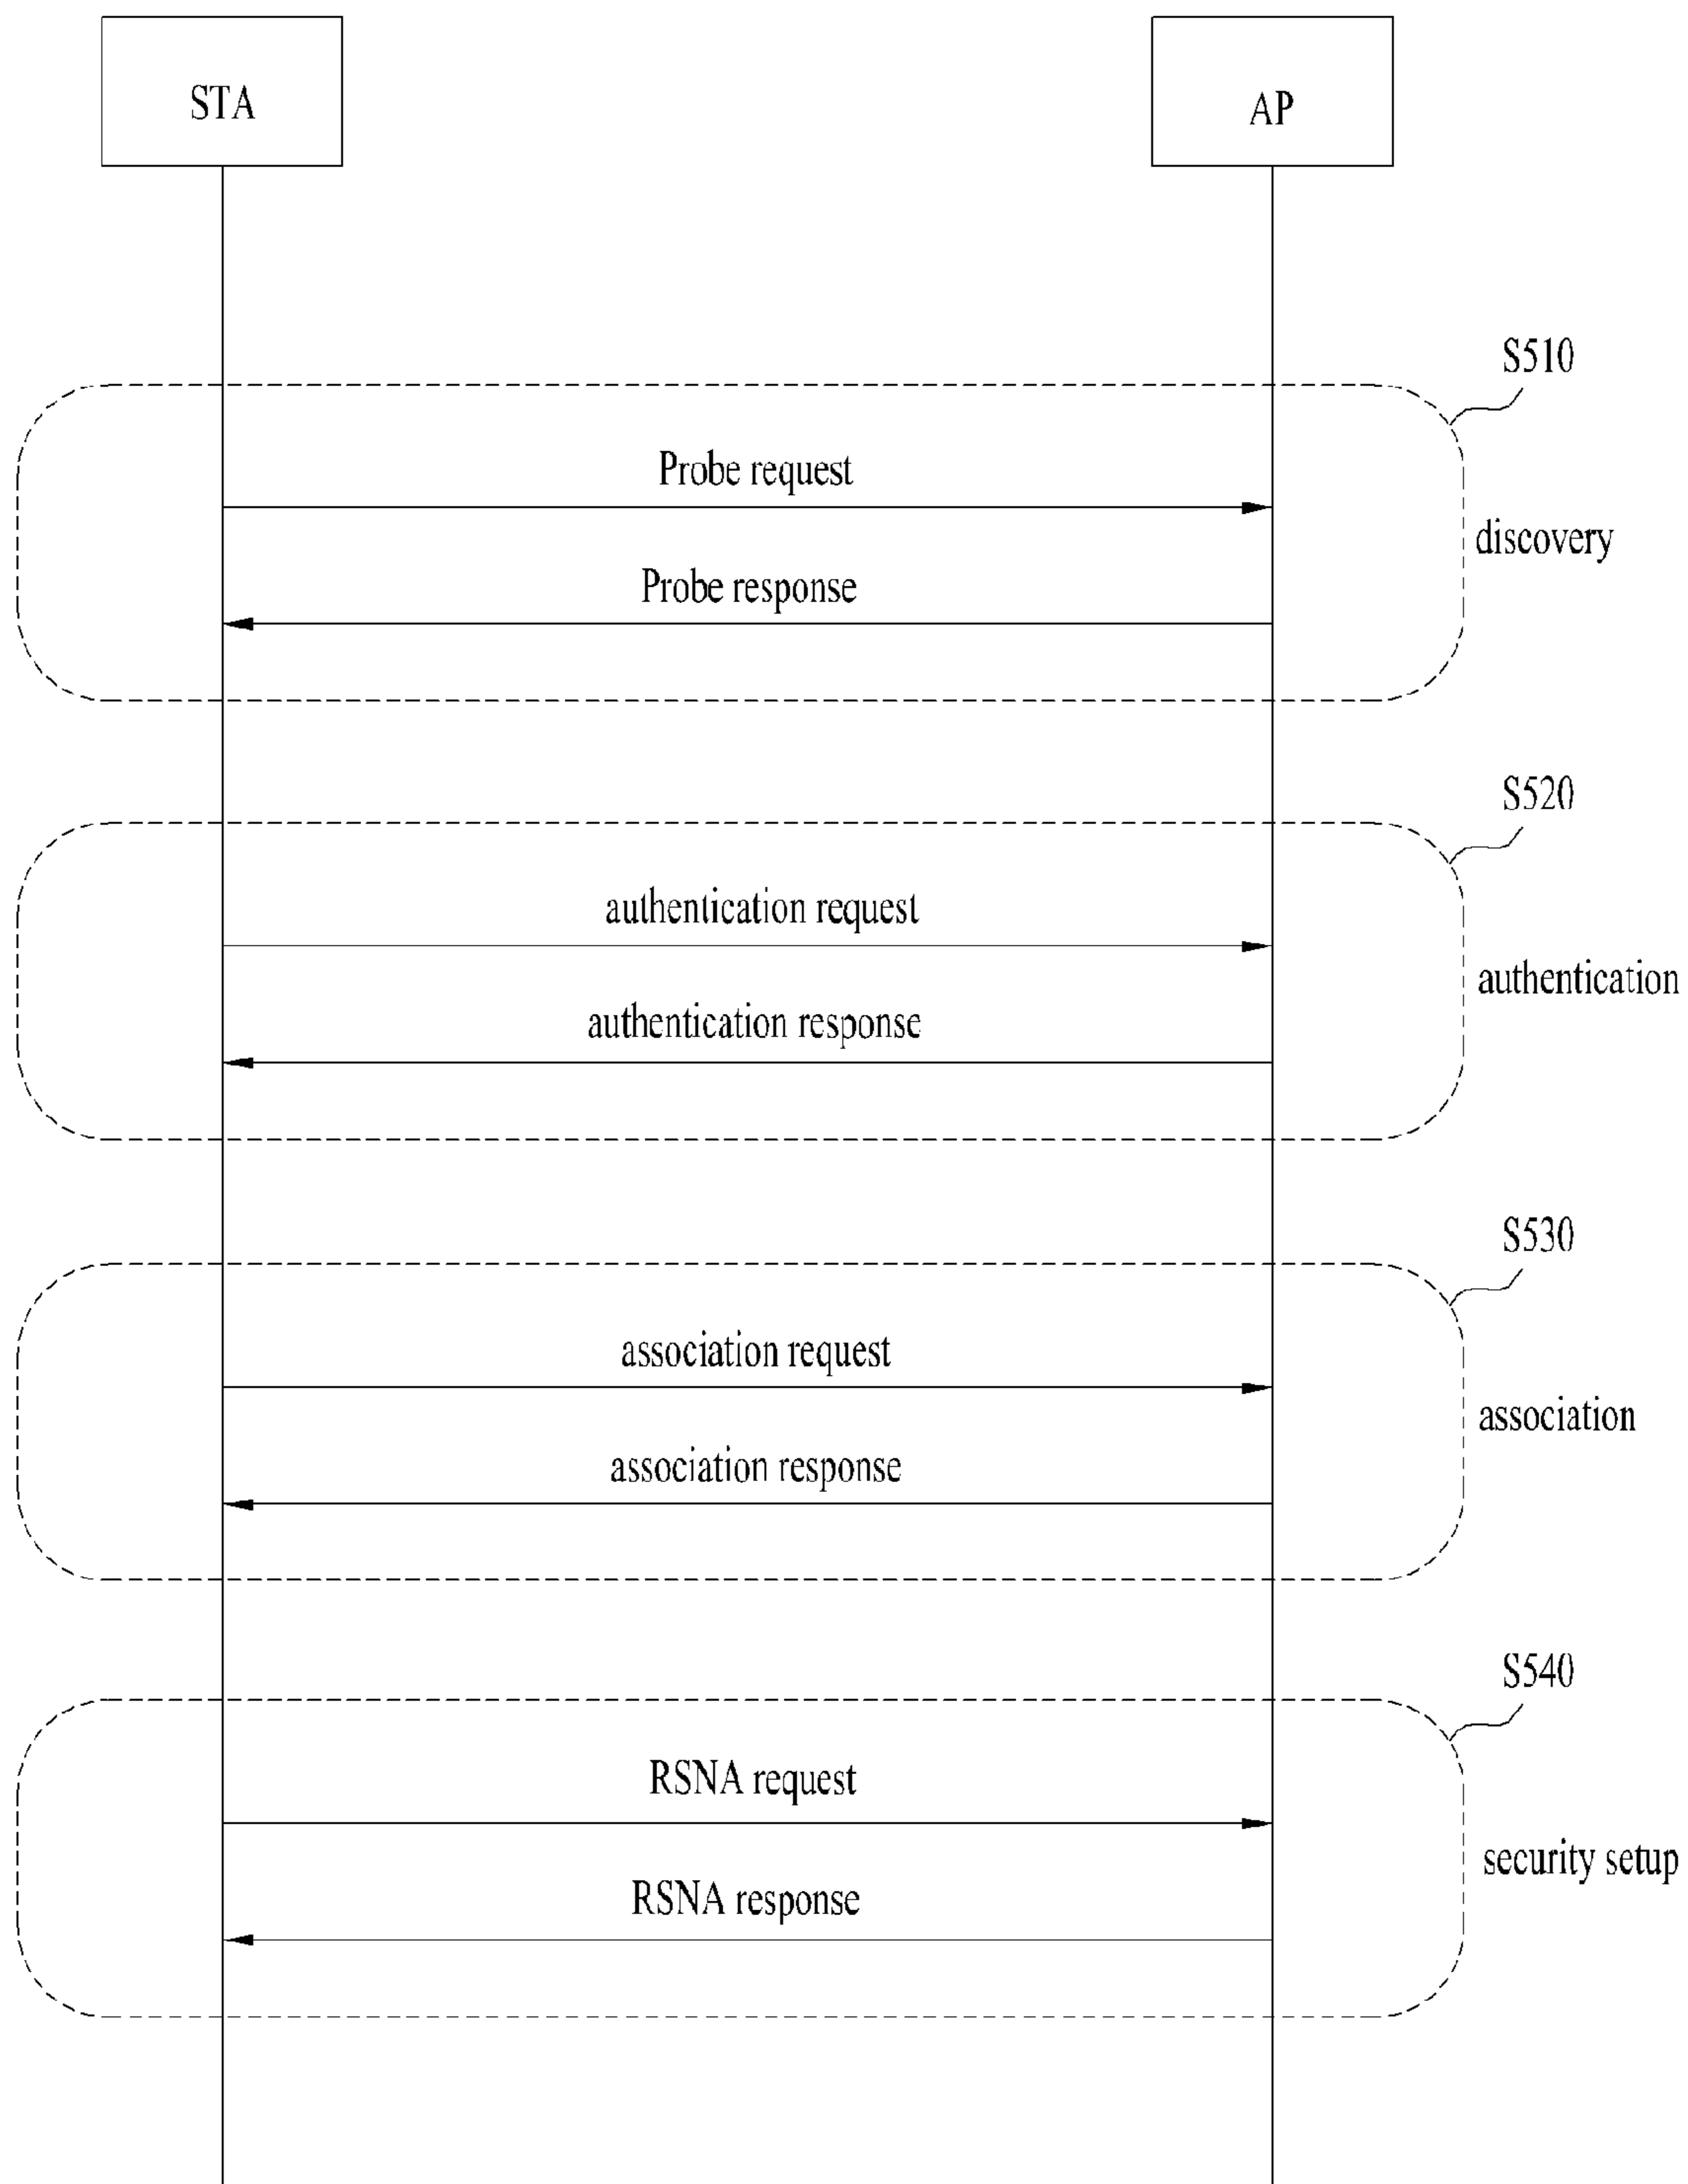 STA
AP
S510
Probe request
discovery
Probe response
S520
authentication request
authentication
authentication response
S530
association request
association
association response
S540
RSNA request
security setup
RSNA response